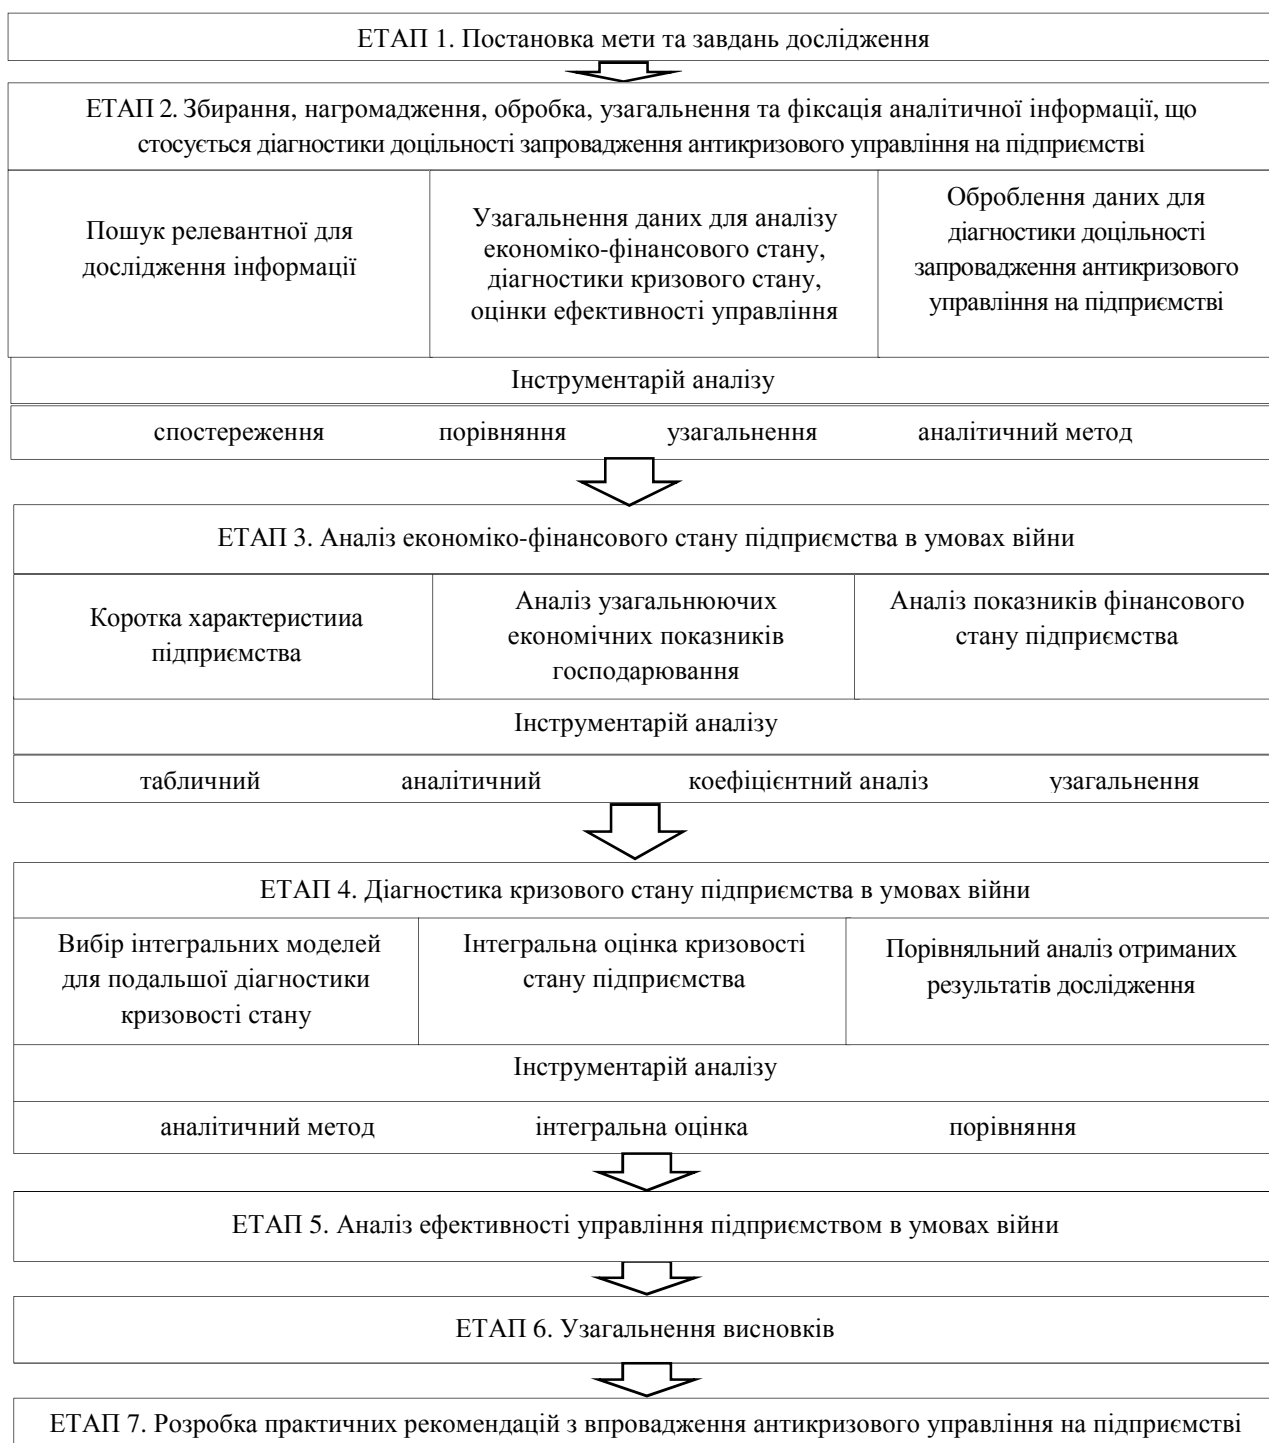 ЕТАП 1. Постановка мети та завдань дослідження
ЕТАП 2. Збирання, нагромадження, обробка, узагальнення та фіксація аналітичної інформації, що
стосується діагностики доцільності запровадження антикризового управління на підприємстві
Пошук релевантної для
дослідження інформації
Узагальнення даних для аналізу
економіко-фінансового стану,
діагностики кризового стану,
оцінки ефективності управління
Оброблення даних для
діагностики доцільності
запровадження антикризового
управління на підприємстві
Інструментарій аналізу
спостереження порівняння узагальнення аналітичний метод
ЕТАП 3. Аналіз економіко-фінансового стану підприємства в умовах війни
Коротка характеристииа
підприємства
Аналіз узагальнюючих
економічних показників
господарювання
Аналіз показників фінансового
стану підприємства
Інструментарій аналізу
табличний аналітичний коефіцієнтний аналіз узагальнення
ЕТАП 4. Діагностика кризового стану підприємства в умовах війни
Вибір інтегральних моделей
для подальшої діагностики
кризовості стану
Інтегральна оцінка кризовості
стану підприємства
Порівняльний аналіз отриманих
результатів дослідження
Інструментарій аналізу
аналітичний метод інтегральна оцінка порівняння
ЕТАП 5. Аналіз ефективності управління підприємством в умовах війни
ЕТАП 6. Узагальнення висновків
ЕТАП 7. Розробка практичних рекомендацій з впровадження антикризового управління на підприємстві